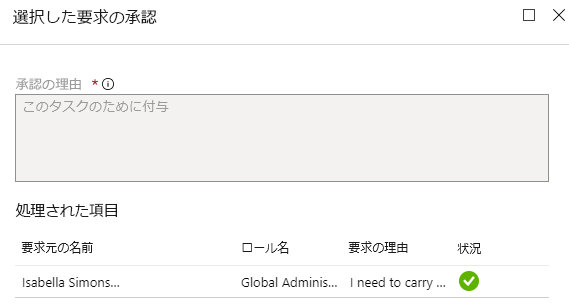 選択した要求の承認
承認の理由 *
このタスクのために付与
処理された項目
要求元の名前 ロール名 要求の理由 状況
Isabella Simons... Global Adminis... I need to carry ...